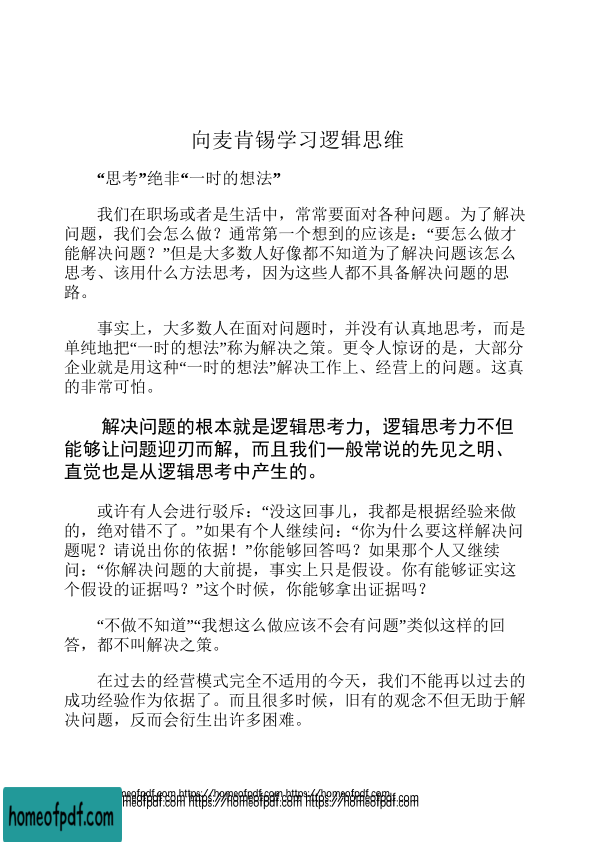 向麦肯锡学习逻辑思维
“思考”绝非“一时的想法”
我们在职场或者是生活中，常常要面对各种问题。为了解决
问题，我们会怎么做？通常第一个想到的应该是：“要怎么做才
能解决问题？”但是大多数人好像都不知道为了解决问题该怎么
思考、该用什么方法思考，因为这些人都不具备解决问题的思
路。
事实上，大多数人在面对问题时，并没有认真地思考，而是
单纯地把“一时的想法”称为解决之策。更令人惊讶的是，大部分
企业就是用这种“一时的想法”解决工作上、经营上的问题。这真
的非常可怕。
解决问题的根本就是逻辑思考力，逻辑思考力不但
能够让问题迎刃而解，而且我们一般常说的先见之明、
直觉也是从逻辑思考中产生的。
或许有人会进行驳斥：“没这回事儿，我都是根据经验来做
的，绝对错不了。”如果有个人继续问：“你为什么要这样解决问
题呢？请说出你的依据！”你能够回答吗？如果那个人又继续
问：“你解决问题的大前提，事实上只是假设。你有能够证实这
个假设的证据吗？”这个时候，你能够拿出证据吗？
“不做不知道”“我想这么做应该不会有问题”类似这样的回
答，都不叫解决之策。
在过去的经营模式完全不适用的今天，我们不能再以过去的
成功经验作为依据了。而且很多时候，旧有的观念不但无助于解
决问题，反而会衍生出许多困难。
homeofpdf.com https://homeofpdf.com https://homeofpdf.com
homeofpdf.com https://homeofpdf.com https://homeofpdf.com
homeofpdf.com